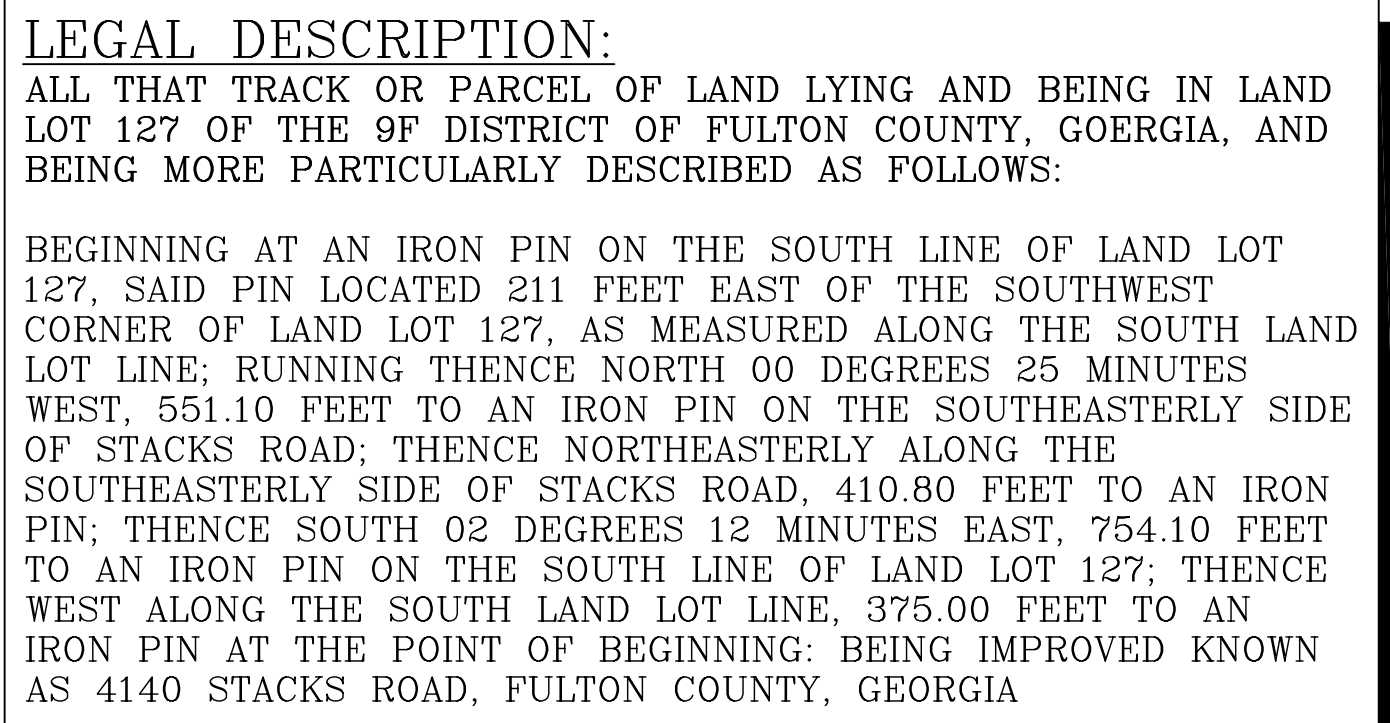 LEGAL DESCRIPTION:
ALL THAT TRACK OR PARCEL OF LAND LYING AND BEING IN LAND
LOT 127 OF THE 9F DISTRICT OF FULTON COUNTY, GOERGIA, AND
BEING MORE PARTICULARLY DESCRIBED AS FOLLOWS:
BEGINNING AT AN IRON PIN ON THE SOUTH LINE OF LAND LOT
127, SAID PIN LOCATED 211 FEET EAST OF THE SOUTHWEST
CORNER OF LAND LOT 127, AS MEASURED ALONG THE SOUTH LAND
LOT LINE; RUNNING THENCE NORTH 00 DEGREES 25 MINUTES
WEST, 551.10 FEET TO AN IRON PIN ON THE SOUTHEASTERLY SIDE
OF STACKS ROAD; THENCE NORTHEASTERLY ALONG THE
SOUTHEASTERLY SIDE OF STACKS ROAD, 410.80 FEET TO AN IRON
PIN; THENCE SOUTH 02 DEGREES 12 MINUTES EAST, 754.10 FEET
TO AN IRON PIN ON THE SOUTH LINE OF LAND LOT 127; THENCE
WEST ALONG THE SOUTH LAND LOT LINE, 375.00 FEET TO AN
IRON PIN AT THE POINT OF BEGINNING: BEING IMPROVED KNOWN
AS 4140 STACKS ROAD, FULTON COUNTY, GEORGIA